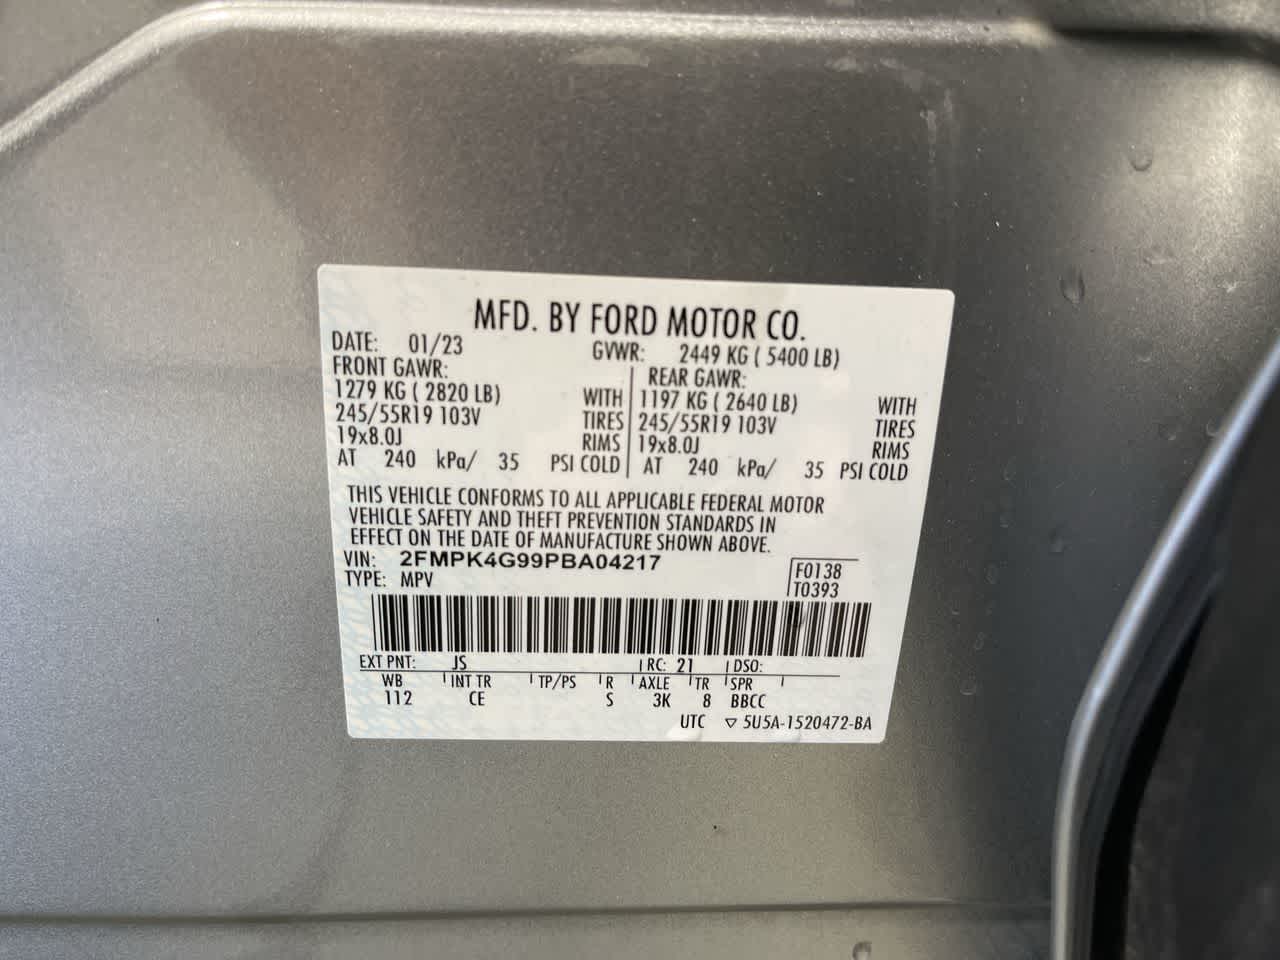 MFD. BY FORD MOTOR CO.
DATE: 01/23 GVWR: 2449 KG ( 5400 LB)
FRONT GAWR: REAR GAWR:
1279 KG ( 2820 LB) WITH 1197 KG ( 2640 LB) WITH
245/55R19 103V TIRES 245/55R19 103V TIRES
19x8.0J RIMS 19x8.0J RIMS
AT 240 kPa/ 35 PSI COLD AT 240 kPa/ 35 PSI COLD
THIS VEHICLE CONFORMS TO ALL APPLICABLE FEDERAL MOTOR
VEHICLE SAFETY AND THEFT PREVENTION STANDARDS IN
EFFECT ON THE DATE OF MANUFACTURE SHOWN ABOVE.
VIN: 2FMPK4G99PBA04217
TYPE: MPV
F0138
T0393
EXT PNT: JS RC: 21 DSO:
WB INT TR TP/PS R AXLE TR SPR
112 CE S 3K 8 BBCC
UTC ▽ 5U5A-1520472-BA